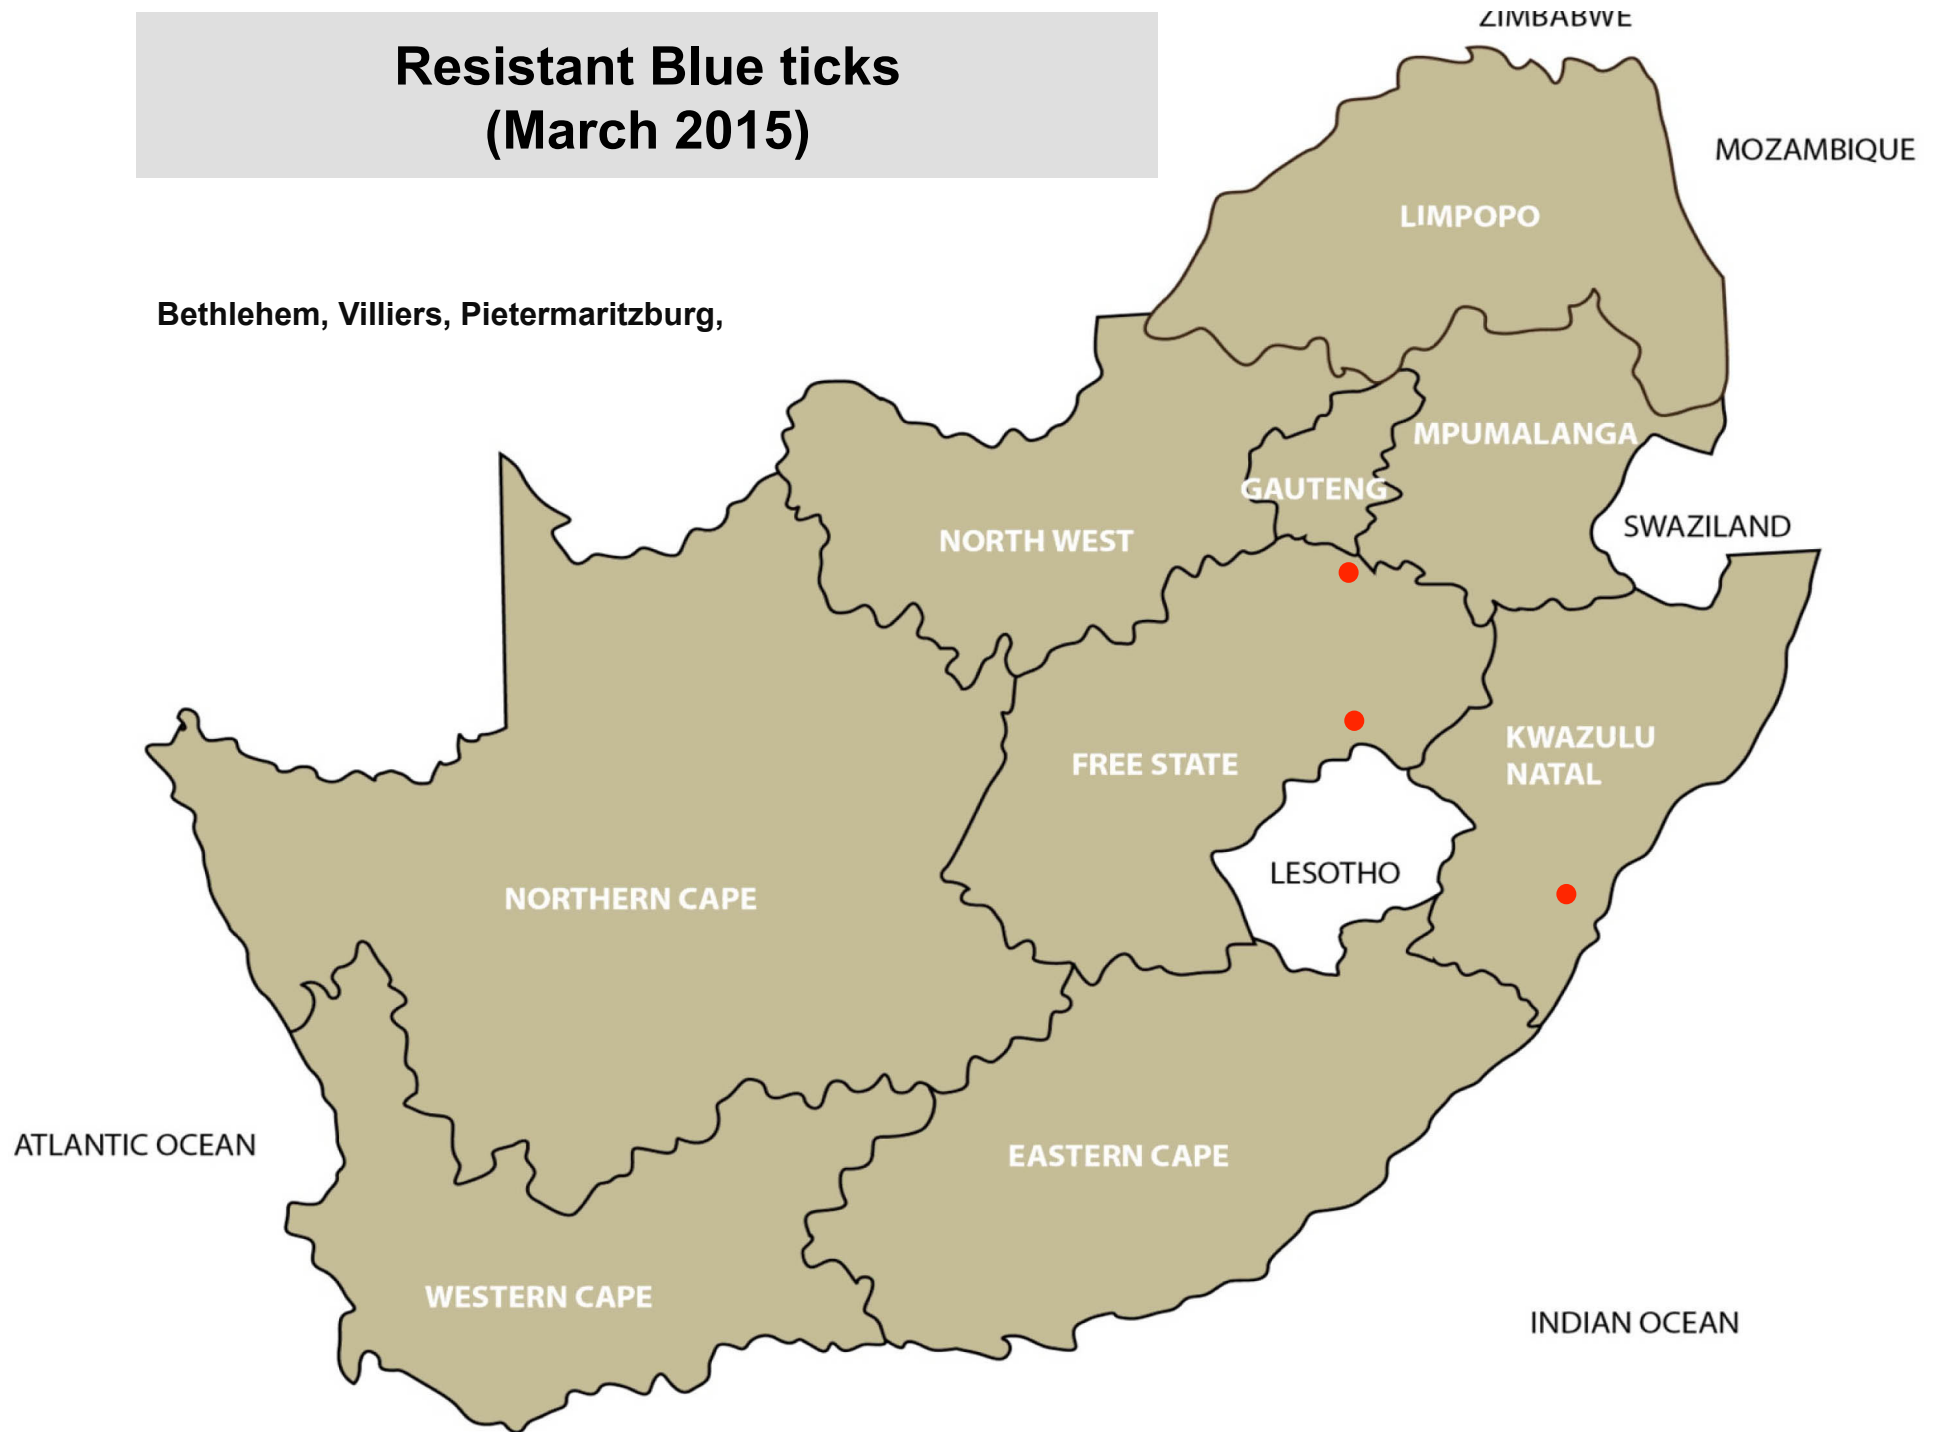 Resistant Blue ticks
(March 2015)
ZIMBABWE
MOZAMBIQUE
LIMPOPO
Bethlehem, Villiers, Pietermaritzburg,
MPUMALANGA
GAUTENG
SWAZILAND
NORTH WEST
KWAZULU
NATAL
FREE STATE
LESOTHO
NORTHERN CAPE
ATLANTIC OCEAN
EASTERN CAPE
WESTERN CAPE
INDIAN OCEAN